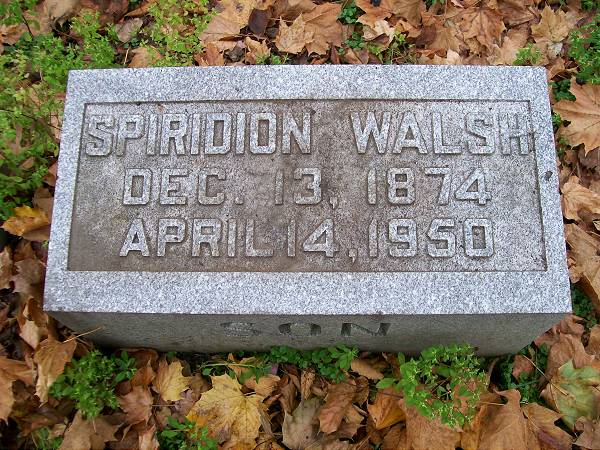 SPIRIDION WALSH
DEC. 13, 1874
APRIL 14, 1950
SON